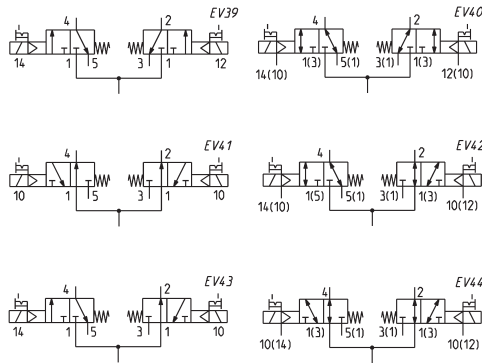 4 2 EV39
14 1 5 3 1 12
4 2 EV40
14(10) 1(3) 5(1) 3(1) 1(3) 12(10)
4 2 EV41
10 1 5 3 1 10
4 2 EV42
14(10) 1(5) 5(1) 3(1) 1(3) 10(12)
4 2 EV43
14 1 5 3 1 10
4 2 EV44
10(14) 1(3) 5(1) 3(1) 1(3) 10(12)